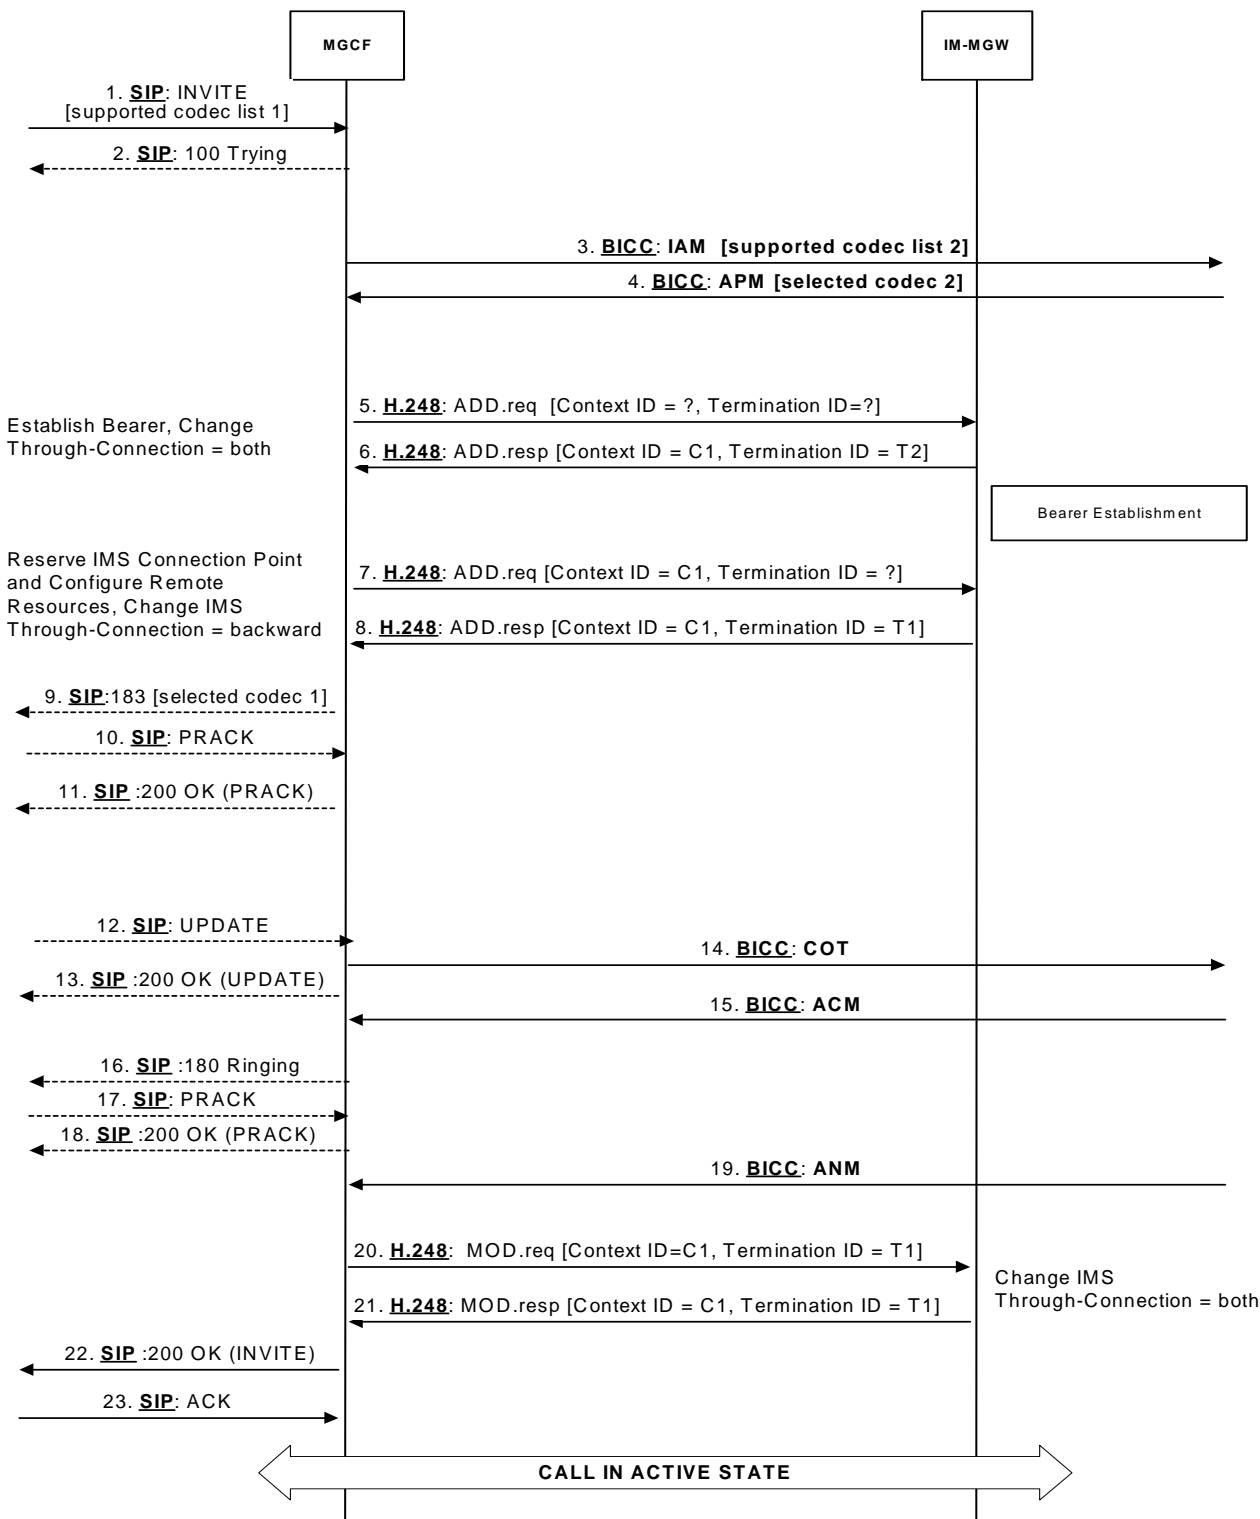 MGCF
IM-MGW
1. SIP: INVITE
[supported codec list 1]
2. SIP: 100 Trying
3. BICC: IAM [supported codec list 2]
4. BICC: APM [selected codec 2]
5. H.248: ADD.req [Context ID = ?, Termination ID=?]
Establish Bearer, Change
Through-Connection = both
6. H.248: ADD.resp [Context ID = C1, Termination ID = T2]
Bearer Establishment
Reserve IMS Connection Point
and Configure Remote
Resources, Change IMS
Through-Connection = backward
7. H.248: ADD.req [Context ID = C1, Termination ID = ?]
8. H.248: ADD.resp [Context ID = C1, Termination ID = T1]
9. SIP:183 [selected codec 1]
10. SIP: PRACK
11. SIP :200 OK (PRACK)
12. SIP: UPDATE
14. BICC: COT
13. SIP :200 OK (UPDATE)
15. BICC: ACM
16. SIP :180 Ringing
17. SIP: PRACK
18. SIP :200 OK (PRACK)
19. BICC: ANM
20. H.248: MOD.req [Context ID=C1, Termination ID = T1]
Change IMS
Through-Connection = both
21. H.248: MOD.resp [Context ID = C1, Termination ID = T1]
22. SIP :200 OK (INVITE)
23. SIP: ACK
CALL IN ACTIVE STATE